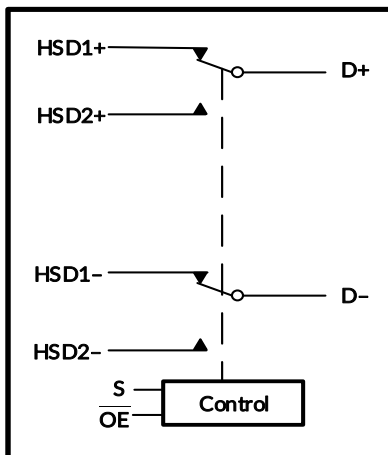 HSD1+
D+
HSD2+
HSD1–
D–
HSD2–
S
OE
Control